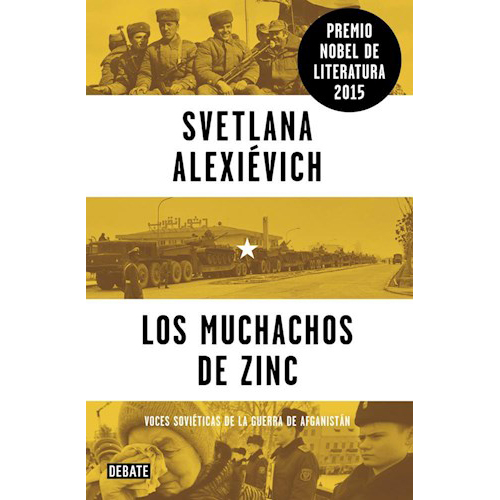 PREMIO
NOBEL DE
LITERATURA
2015
SVETLANA
ALEXIÉVICH
LOS MUCHACHOS
DE ZINC
VOCES SOVIÉTICAS DE LA GUERRA DE AFGANISTÁN
DEBATE